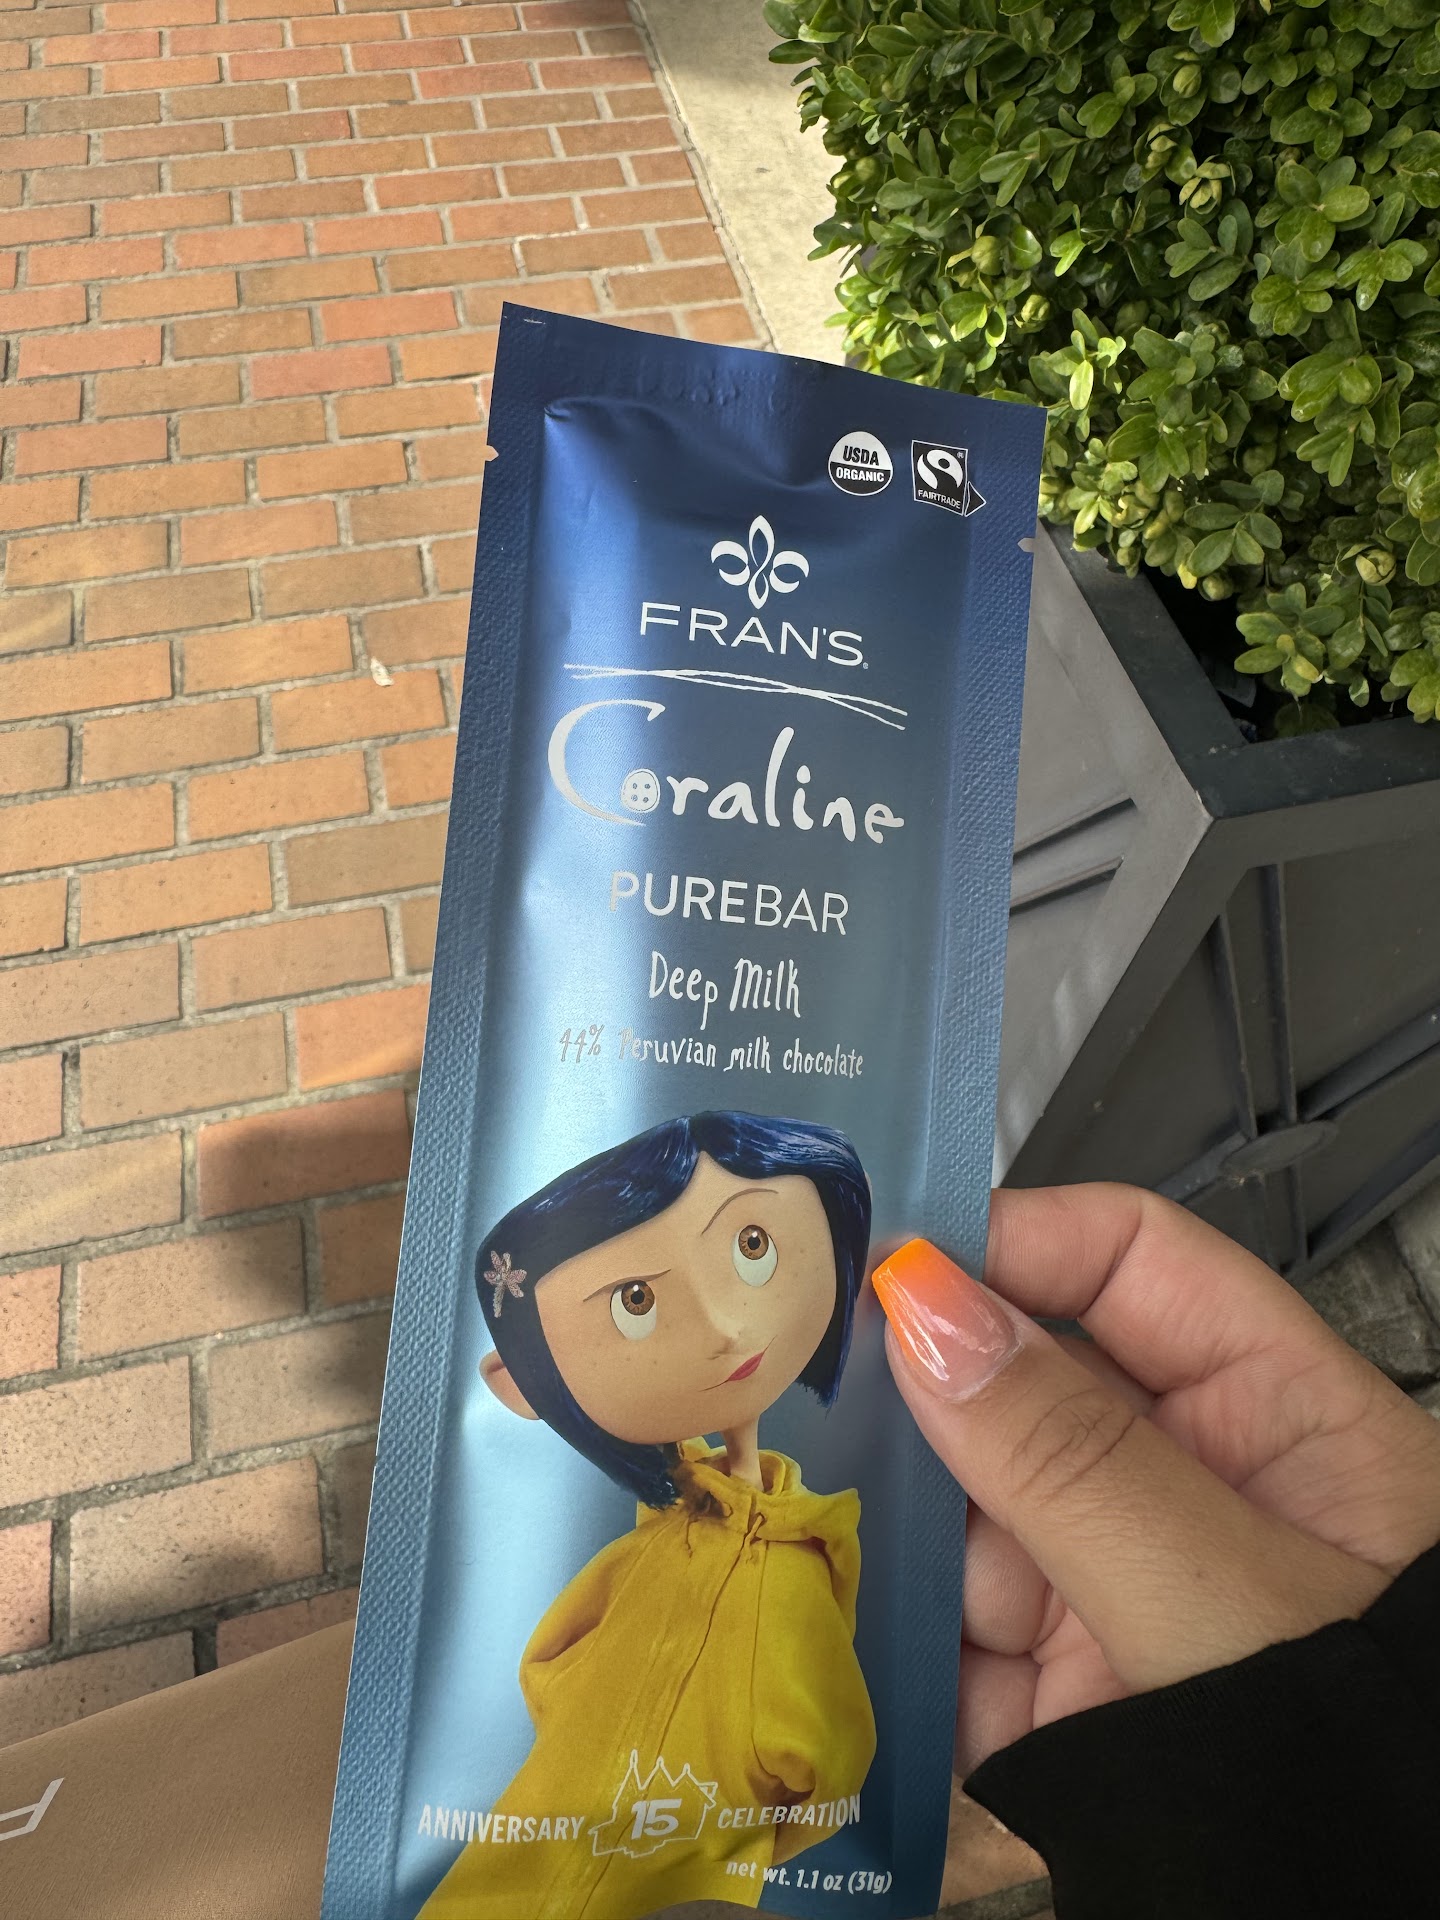 USDA
ORGANIC
FAIRTRADE
FRAN'S
Coraline
PUREBAR
Deep Milk
44% Peruvian milk chocolate
ANNIVERSARY 15 CELEBRATION
net wt. 1.1 oz (31g)